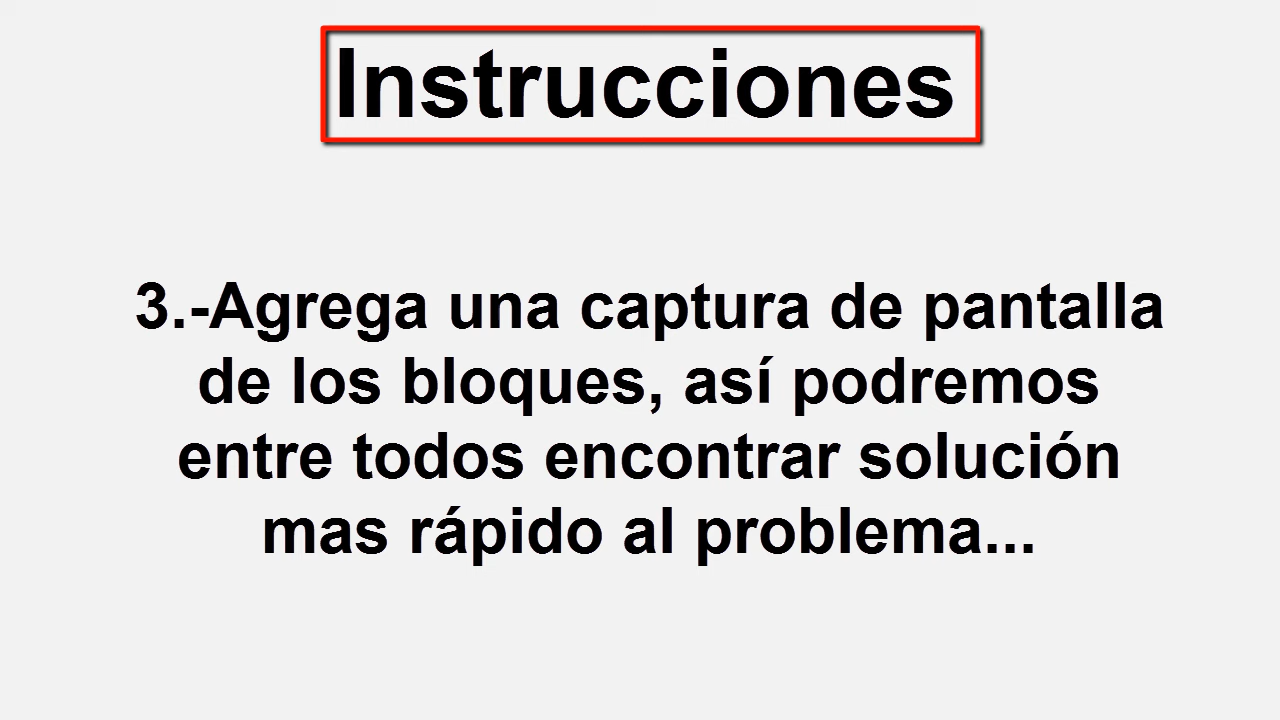 Instrucciones
3.-Agrega una captura de pantalla
de los bloques, así podremos
entre todos encontrar solución
mas rápido al problema...